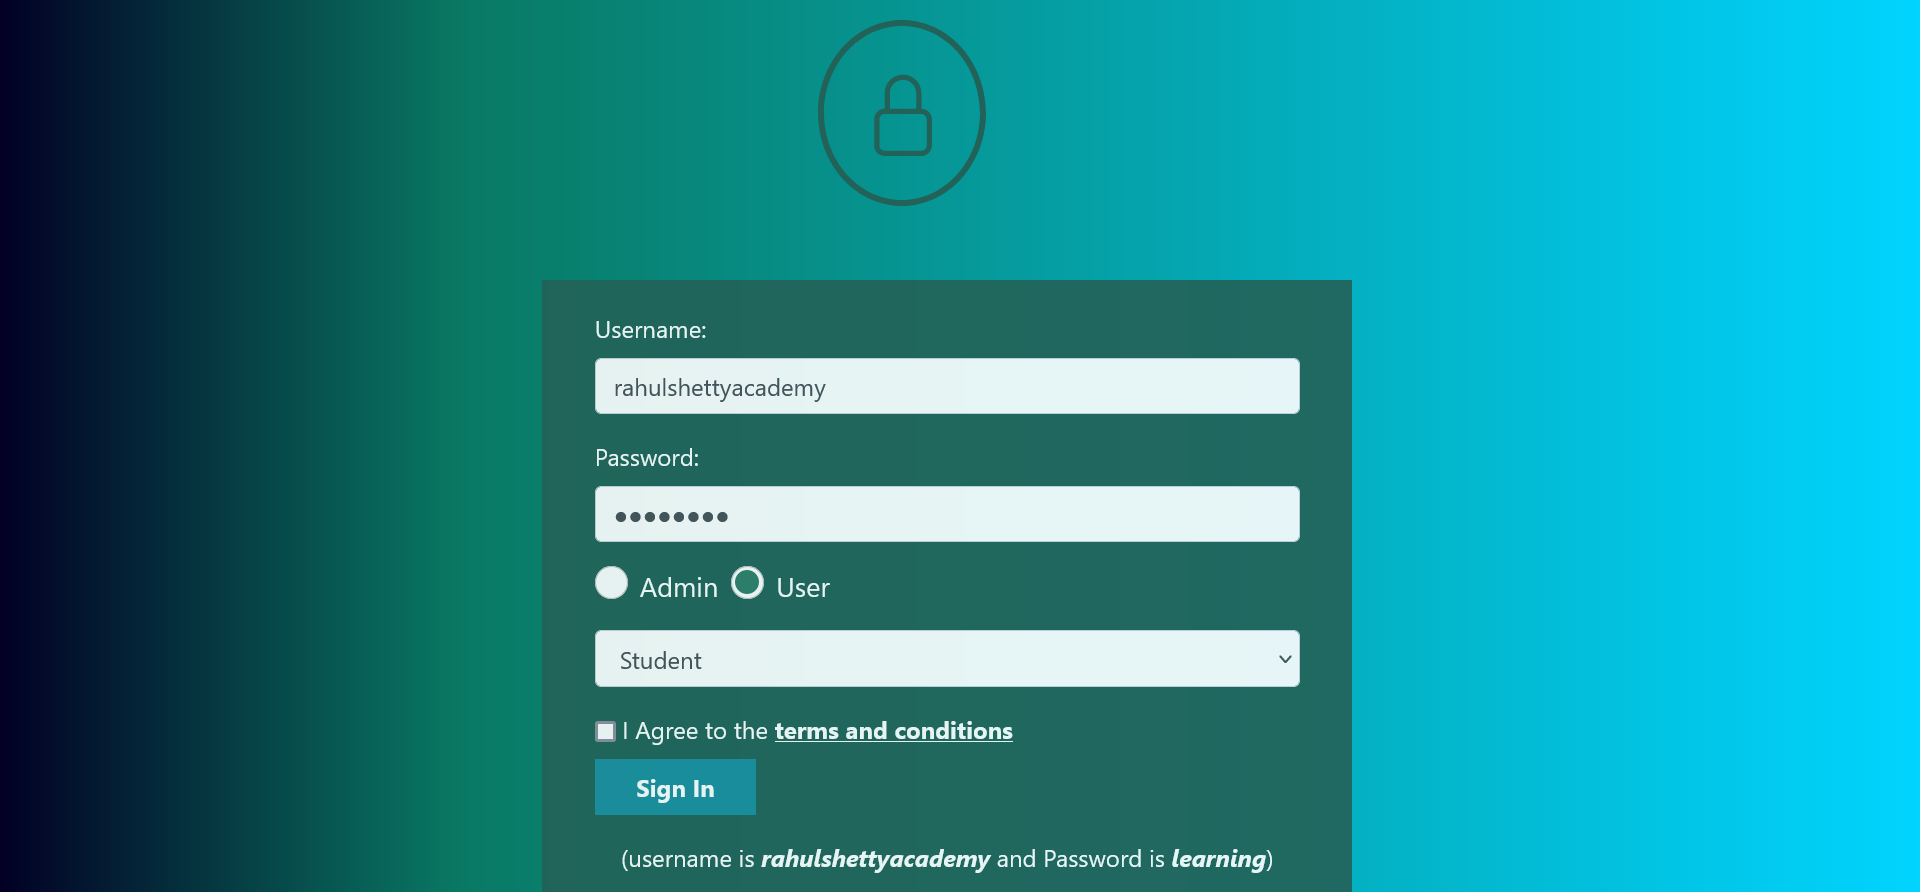 Username:
rahulshettyacademy
Password:
••••••••
Admin User
Student
I Agree to the terms and conditions
Sign In
(username is rahulshettyacademy and Password is learning)